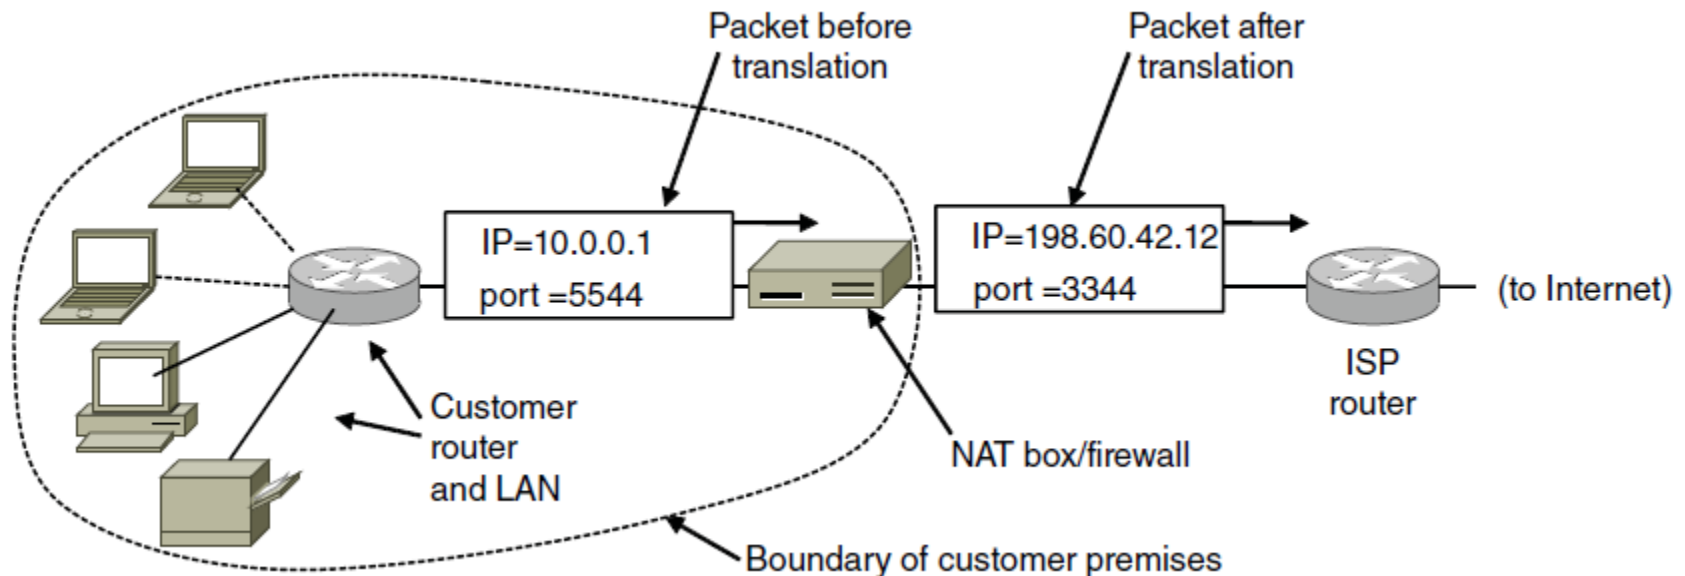 Packet before
translation
Packet after
translation
IP=10.0.0.1
port =5544
IP=198.60.42.12
port =3344
(to Internet)
ISP
router
Customer
router
and LAN
NAT box/firewall
Boundary of customer premises